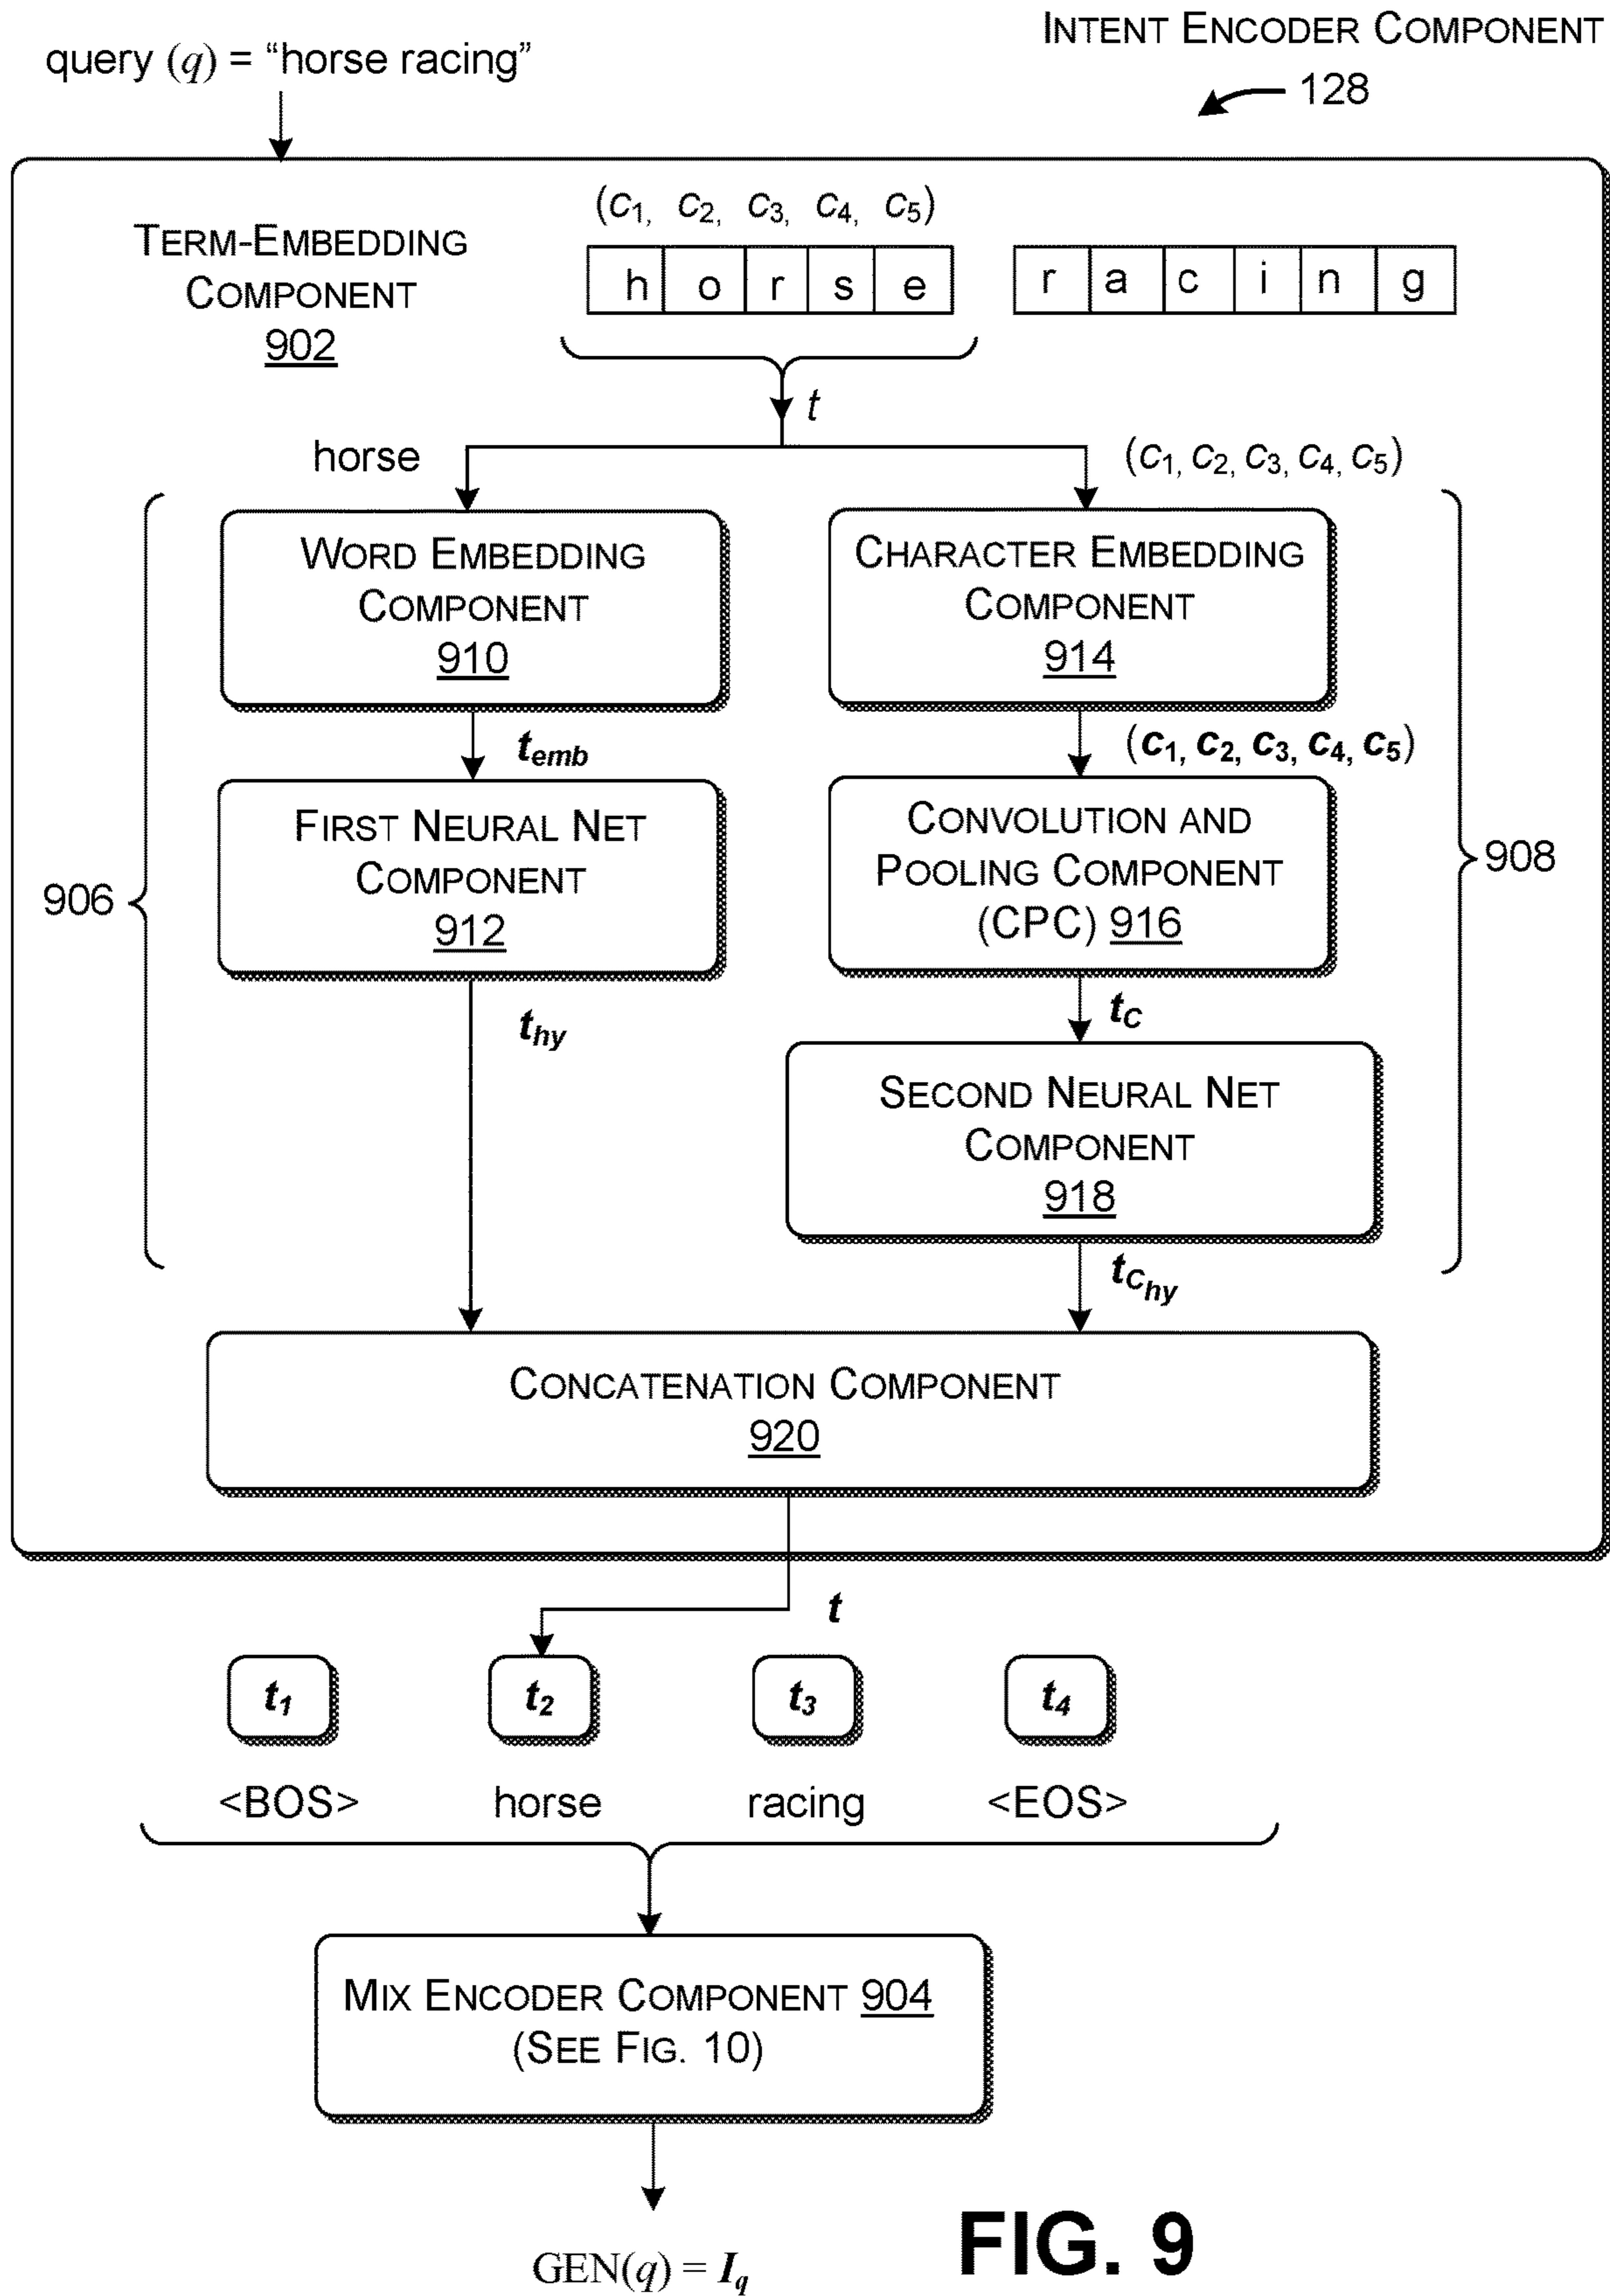 INTENT ENCODER COMPONENT
128
query (q) = “horse racing”
TERM-EMBEDDING
COMPONENT
902
(c1, c2, c3, c4, c5)
h o r s e
r a c i n g
t
horse
(c1, c2, c3, c4, c5)
WORD EMBEDDING
COMPONENT
910
CHARACTER EMBEDDING
COMPONENT
914
temb
(c1, c2, c3, c4, c5)
FIRST NEURAL NET
COMPONENT
912
CONVOLUTION AND
POOLING COMPONENT
(CPC) 916
906
908
thy
tC
SECOND NEURAL NET
COMPONENT
918
tChy
CONCATENATION COMPONENT
920
t
t1 t2 t3 t4
<BOS> horse racing <EOS>
MIX ENCODER COMPONENT 904
(SEE FIG. 10)
GEN(q) = Iq
FIG. 9